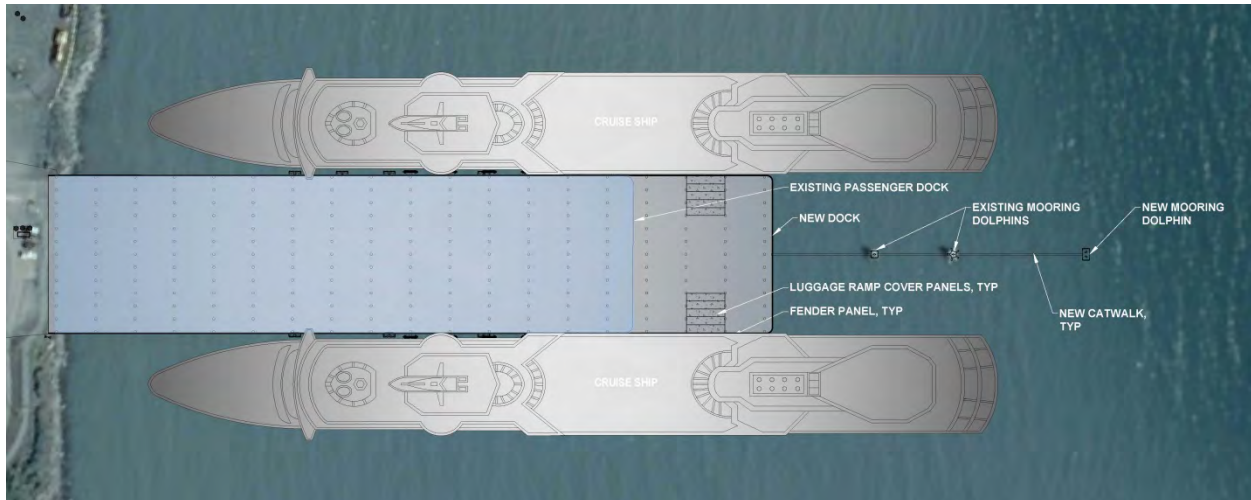 CRUISE SHIP
EXISTING PASSENGER DOCK
NEW DOCK
EXISTING MOORING
DOLPHINS
NEW MOORING
DOLPHIN
LUGGAGE RAMP COVER PANELS, TYP
FENDER PANEL, TYP
NEW CATWALK,
TYP
CRUISE SHIP